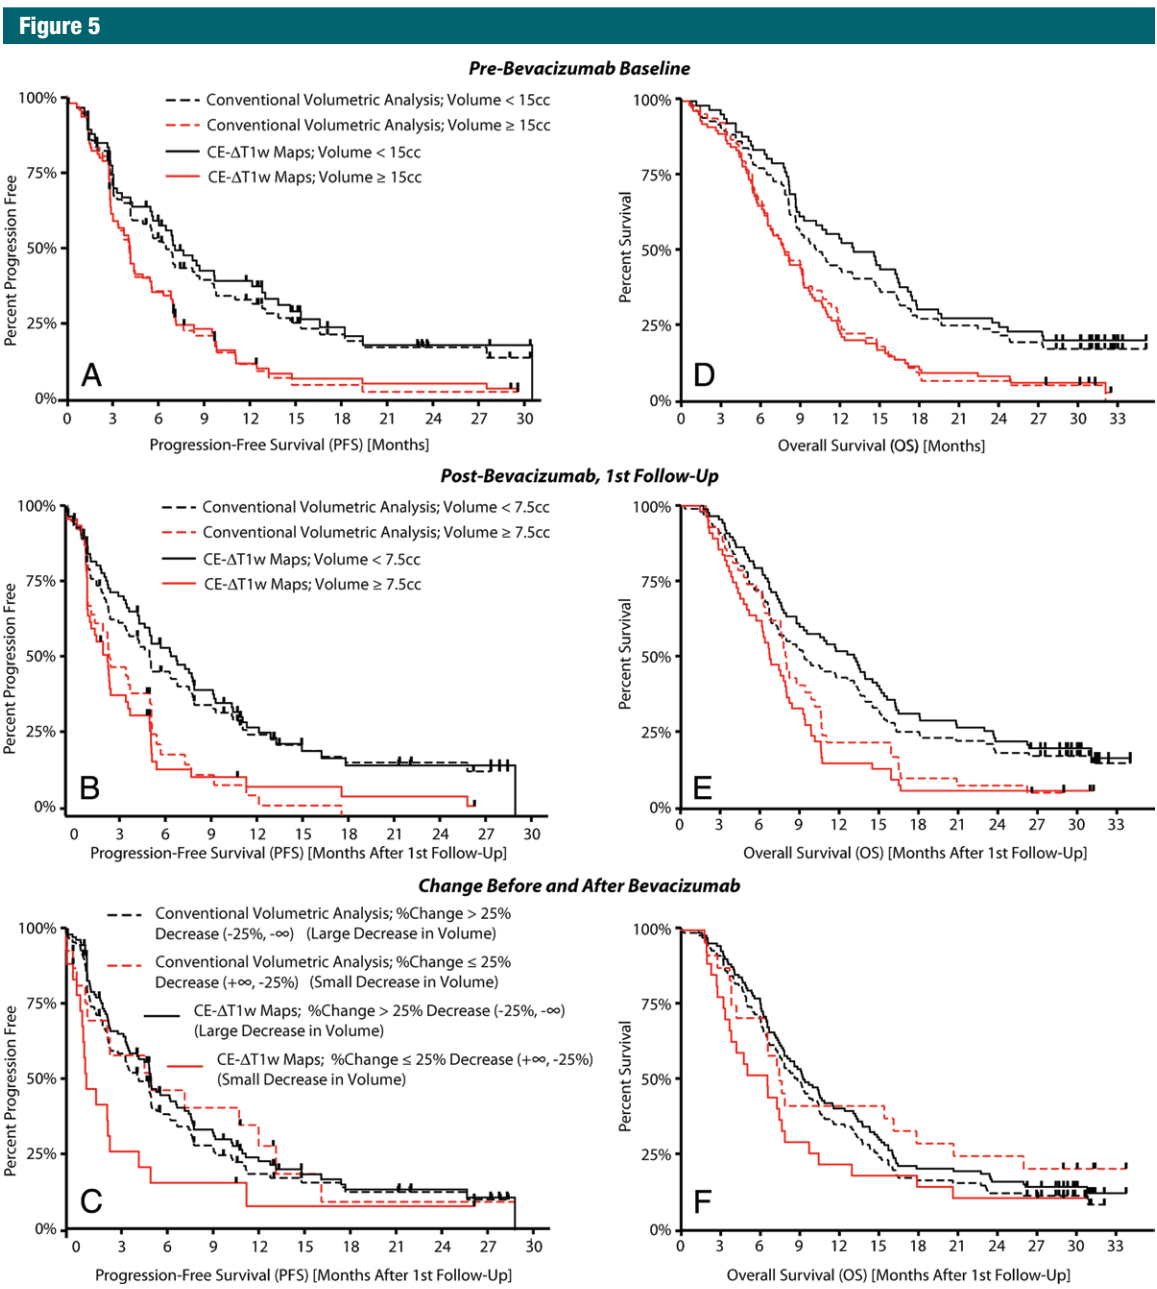 Figure 5
Pre-Bevacizumab Baseline
100%
75%
50%
25%
0%
Percent Progression Free
Conventional Volumetric Analysis; Volume < 15cc
Conventional Volumetric Analysis; Volume ≥ 15cc
CE-ΔT1w Maps; Volume < 15cc
CE-ΔT1w Maps; Volume ≥ 15cc
A
0 3 6 9 12 15 18 21 24 27 30
Progression-Free Survival (PFS) [Months]
100%
75%
50%
25%
0%
Percent Survival
D
0 3 6 9 12 15 18 21 24 27 30 33
Overall Survival (OS) [Months]
Post-Bevacizumab, 1st Follow-Up
100%
75%
50%
25%
0%
Percent Progression Free
Conventional Volumetric Analysis; Volume < 7.5cc
Conventional Volumetric Analysis; Volume ≥ 7.5cc
CE-ΔT1w Maps; Volume < 7.5cc
CE-ΔT1w Maps; Volume ≥ 7.5cc
B
0 3 6 9 12 15 18 21 24 27 30
Progression-Free Survival (PFS) [Months After 1st Follow-Up]
100%
75%
50%
25%
0%
Percent Survival
E
0 3 6 9 12 15 18 21 24 27 30 33
Overall Survival (OS) [Months After 1st Follow-Up]
Change Before and After Bevacizumab
100%
75%
50%
25%
0%
Percent Progression Free
Conventional Volumetric Analysis; %Change > 25%
Decrease (-25%, -∞) (Large Decrease in Volume)
Conventional Volumetric Analysis; %Change ≤ 25%
Decrease (+∞, -25%) (Small Decrease in Volume)
CE-ΔT1w Maps; %Change > 25% Decrease (-25%, -∞)
(Large Decrease in Volume)
CE-ΔT1w Maps; %Change ≤ 25% Decrease (+∞, -25%)
(Small Decrease in Volume)
C
0 3 6 9 12 15 18 21 24 27 30
Progression-Free Survival (PFS) [Months After 1st Follow-Up]
100%
75%
50%
25%
0%
Percent Survival
F
0 3 6 9 12 15 18 21 24 27 30 33
Overall Survival (OS) [Months After 1st Follow-Up]